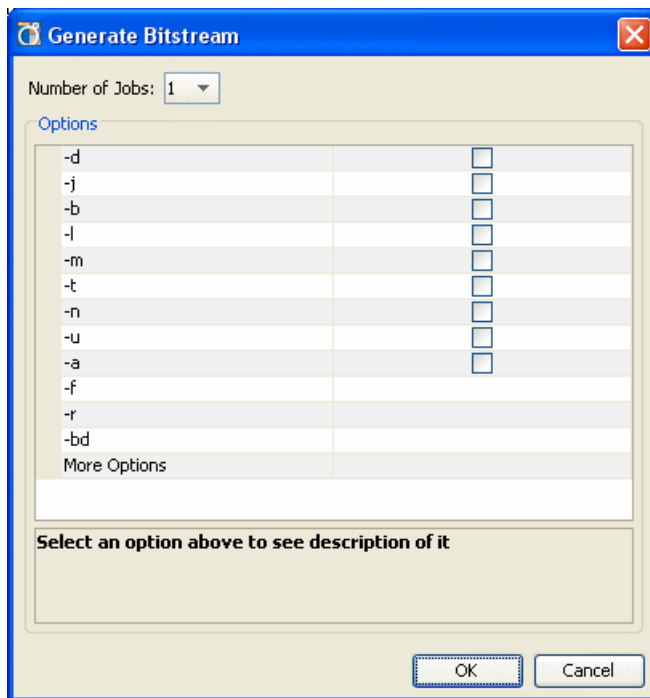 Generate Bitstream
Number of Jobs: 1
Options
-d
-j
-b
-l
-m
-t
-n
-u
-a
-f
-r
-bd
More Options
Select an option above to see description of it
OK Cancel